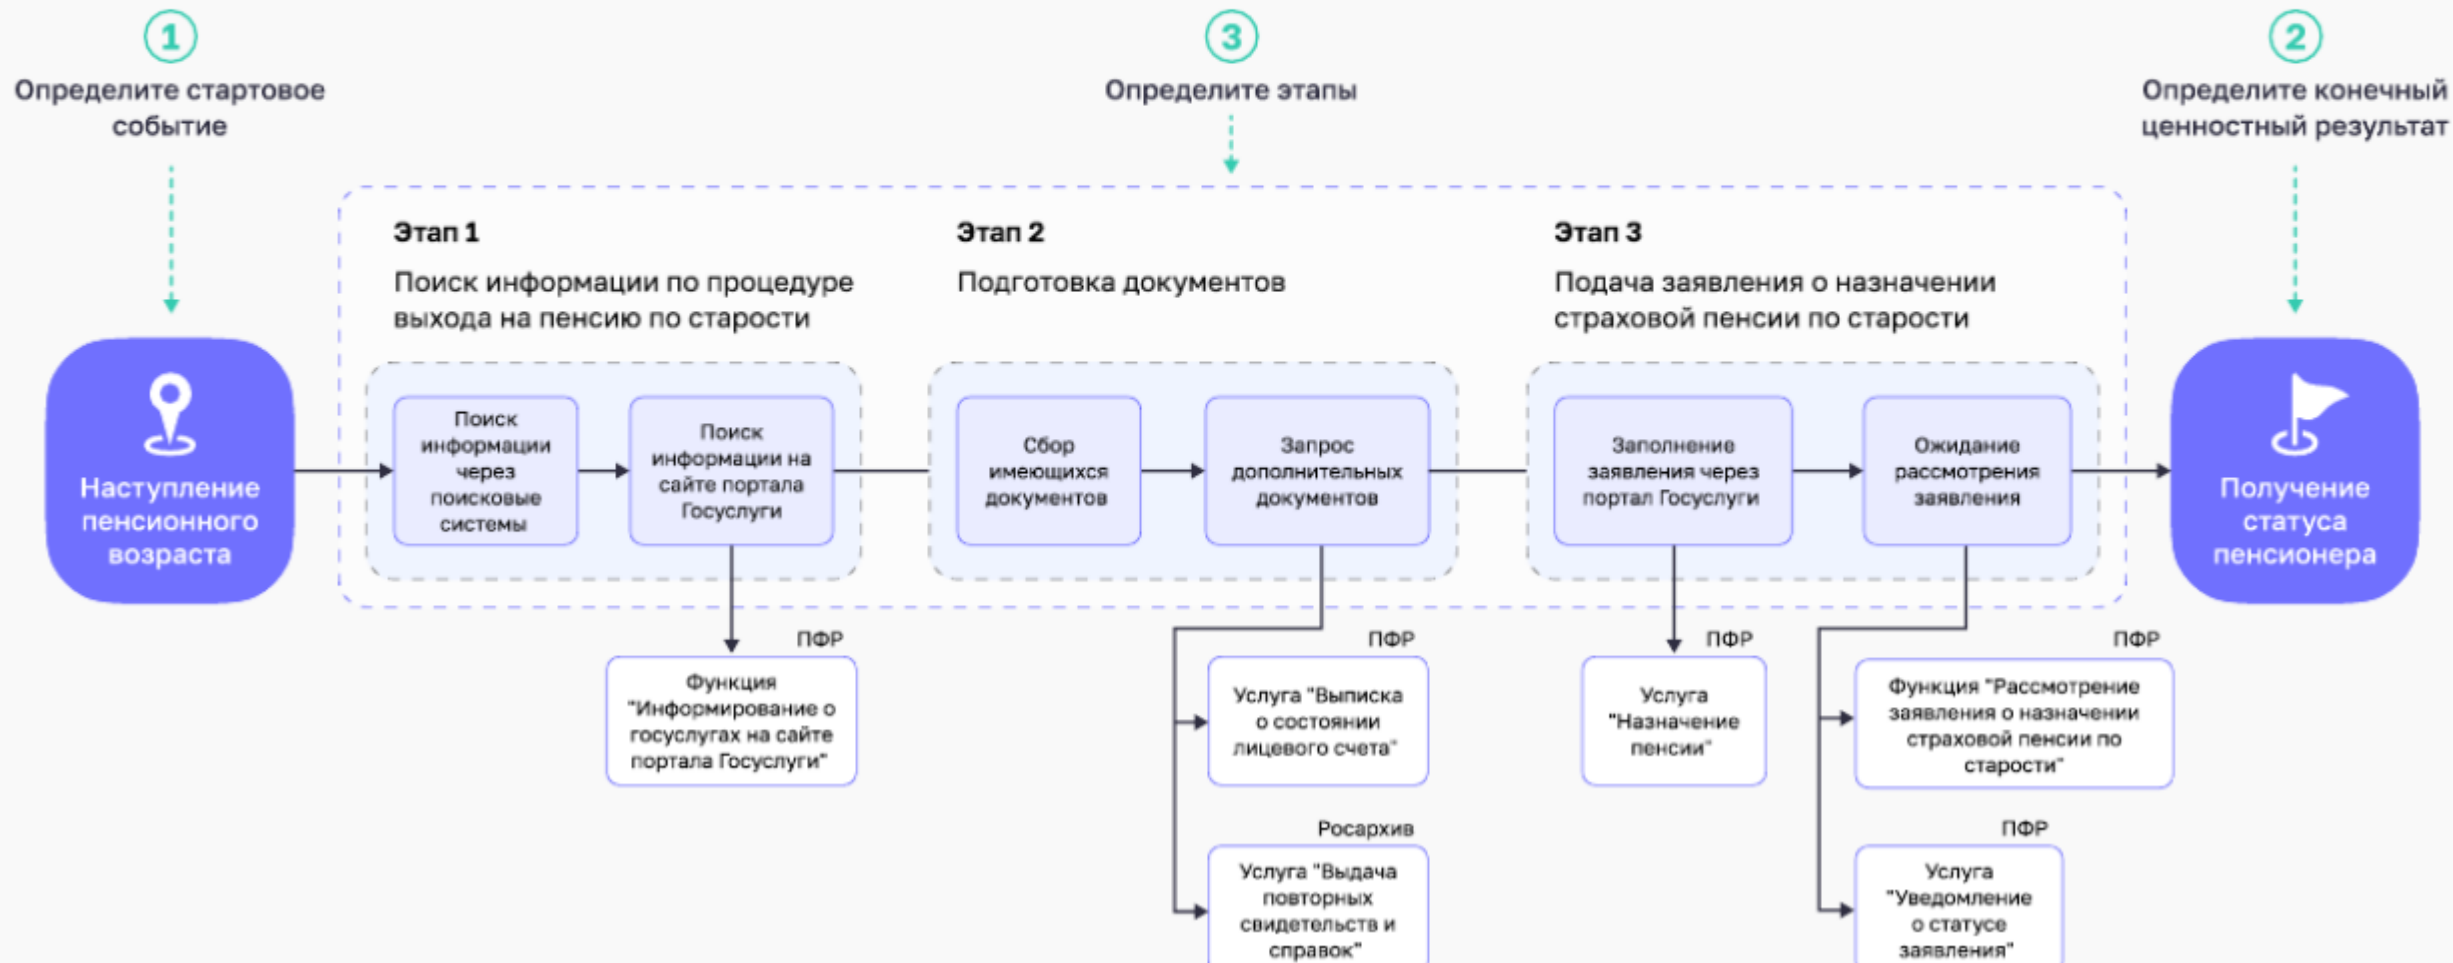 1
Определите стартовое
событие
3
Определите этапы
2
Определите конечный
ценностный результат
Этап 1
Поиск информации по процедуре
выхода на пенсию по старости
Этап 2
Подготовка документов
Этап 3
Подача заявления о назначении
страховой пенсии по старости
Наступление
пенсионного
возраста
Поиск
информации
через
поисковые
системы
Поиск
информации на
сайте портала
Госуслуги
Сбор
имеющихся
документов
Запрос
дополнительных
документов
Заполнение
заявления через
портал Госуслуги
Ожидание
рассмотрения
заявления
Получение
статуса
пенсионера
ПФР
Функция
"Информирование о
госуслугах на сайте
портала Госуслуги"
ПФР
Услуга "Выписка
о состоянии
лицевого счета"
Росархив
Услуга "Выдача
повторных
свидетельств и
справок"
ПФР
Услуга
"Назначение
пенсии"
ПФР
Функция "Рассмотрение
заявления о назначении
страховой пенсии по
старости"
ПФР
Услуга
"Уведомление
о статусе
заявления"